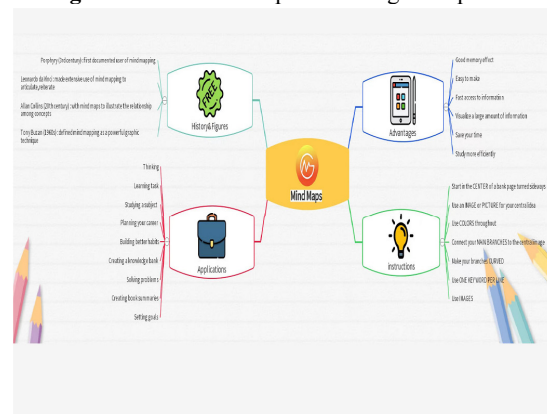 Porphyry (3rd century): first documented user of mind mapping
Leonardo da Vinci: made extensive use of mind mapping to
articulate, reiterate
Allan Collins (20th century): with mind maps to illustrate the relationship
among concepts
Tony Buzan (1960s): defined mind mapping as a powerful graphic
technique
FREE
History&Figures
Thinking
Learning task
Studying a subject
Planning your career
Building better habits
Creating a knowledge bank
Solving problems
Creating book summaries
Setting goals
Applications
Mind Maps
Advantages
Good memory effect
Easy to make
Fast access to information
Visualize a large amount of information
Save your time
Study more efficiently
instructions
Start in the CENTER of a bank page turned sideways
Use an IMAGE or PICTURE for your central idea
Use COLORS throughout
Connect your MAIN BRANCHES to the central image
Make your branches CURVED
Use ONE KEYWORD PER LINE
Use IMAGES